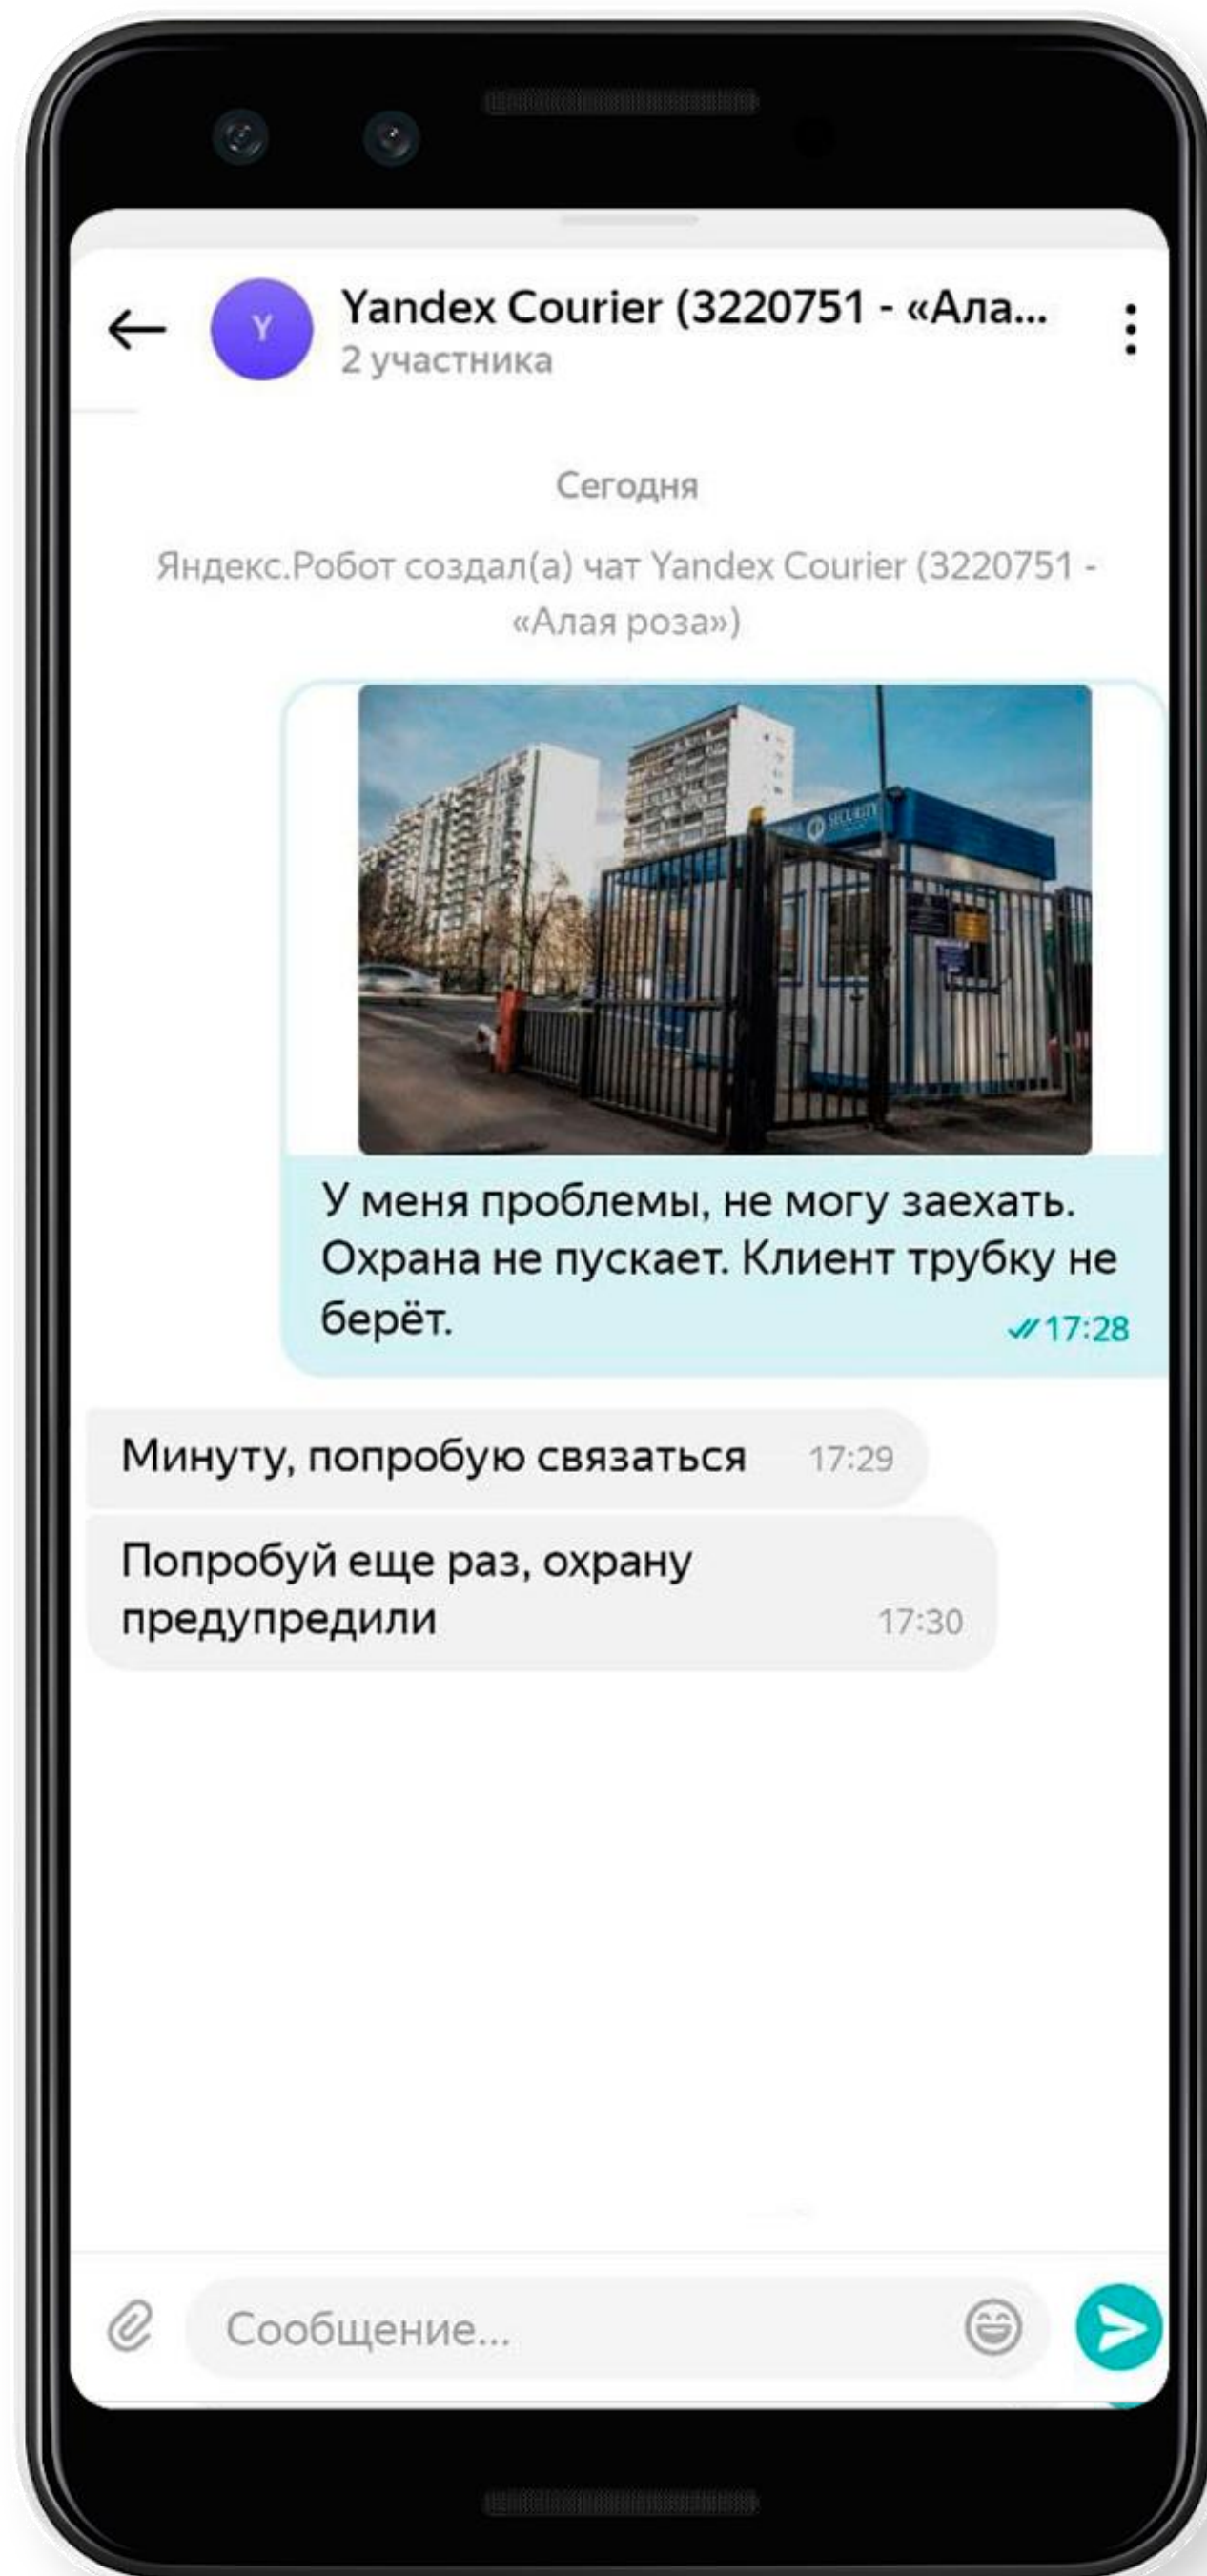 Y
Yandex Courier (3220751 - «Ала...
2 участника
Сегодня
Яндекс.Робот создал(а) чат Yandex Courier (3220751 -
«Алая роза»)
SECURITY
У меня проблемы, не могу заехать.
Охрана не пускает. Клиент трубку не
берёт.
17:28
Минуту, попробую связаться 17:29
Попробуй еще раз, охрану
предупредили 17:30
Сообщение...